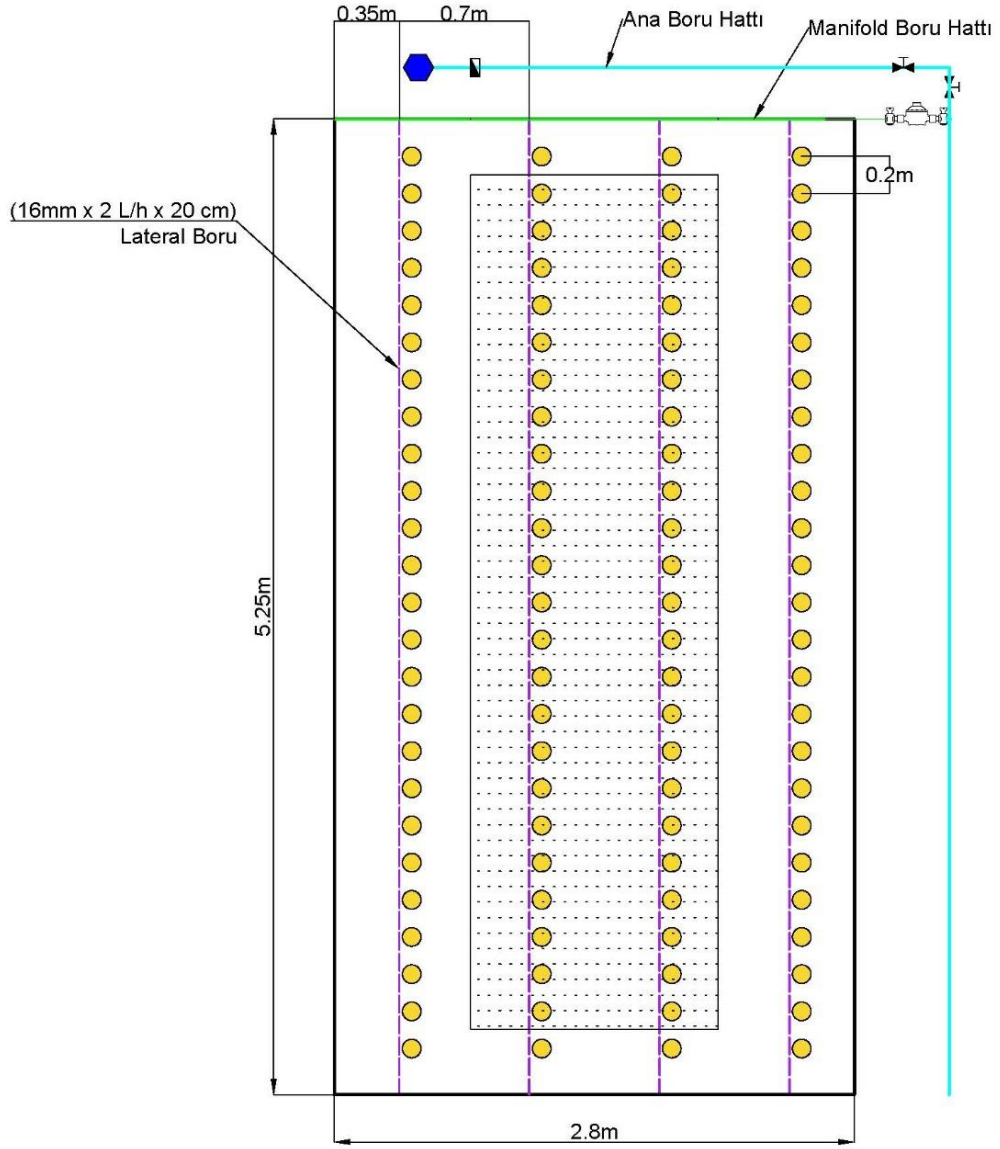 0.35m
0.7m
Ana Boru Hattı
Manifold Boru Hattı
0.2m
(16mm x 2 L/h x 20 cm)
Lateral Boru
5.25m
2.8m